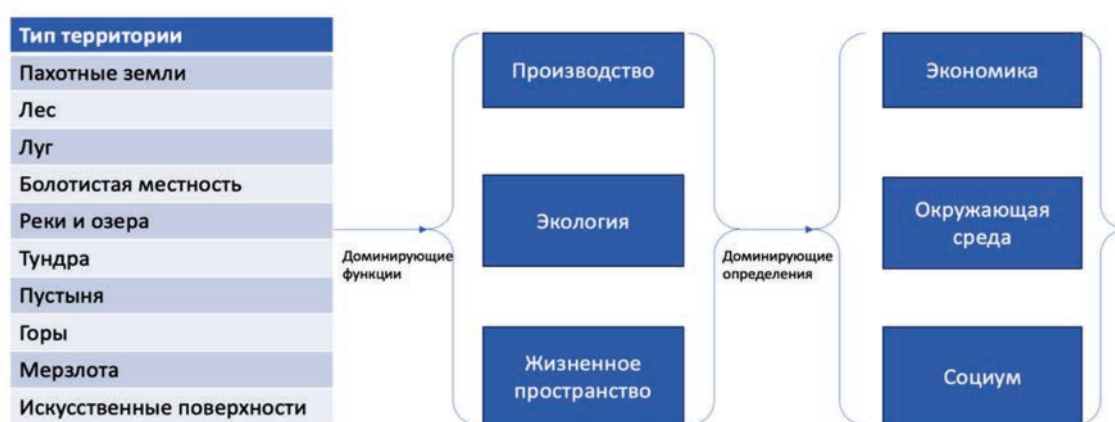 Тип территории
Пахотные земли
Лес
Луг
Болотистая местность
Реки и озера
Тундра
Пустыня
Горы
Мерзлота
Искусственные поверхности
Доминирующие
функции
Производство
Экология
Жизненное
пространство
Доминирующие
определения
Экономика
Окружающая
среда
Социум